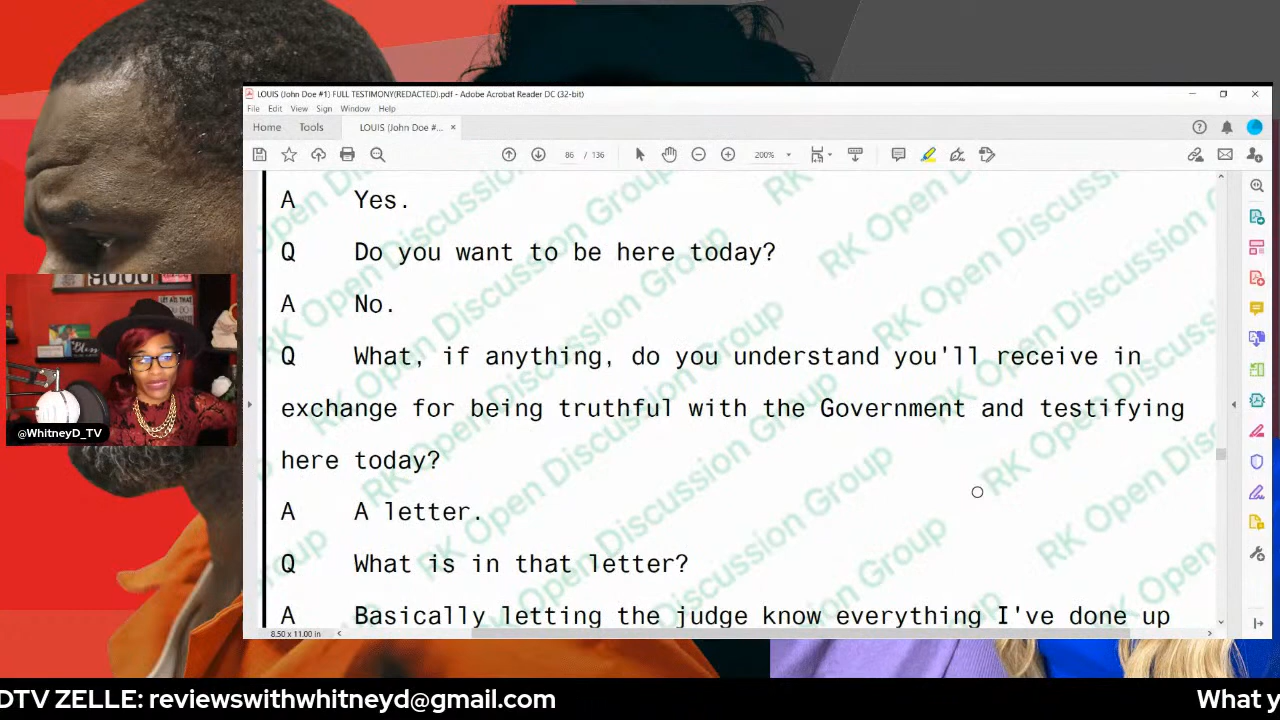 LOUIS (John Doe #1) FULL TESTIMONY(REDACTED).pdf - Adobe Acrobat Reader DC (32-bit)
File Edit View Sign Window Help
Home Tools LOUIS (John Doe #... ×
86 / 136 200%
A Yes.
Q Do you want to be here today?
A No.
Q What, if anything, do you understand you'll receive in
exchange for being truthful with the Government and testifying
here today?
A A letter.
Q What is in that letter?
A Basically letting the judge know everything I've done up
RK Open Discussion Group
8.50 x 11.00 in
@WhitneyD_TV
DTV ZELLE: reviewswithwhitneyd@gmail.com
What y